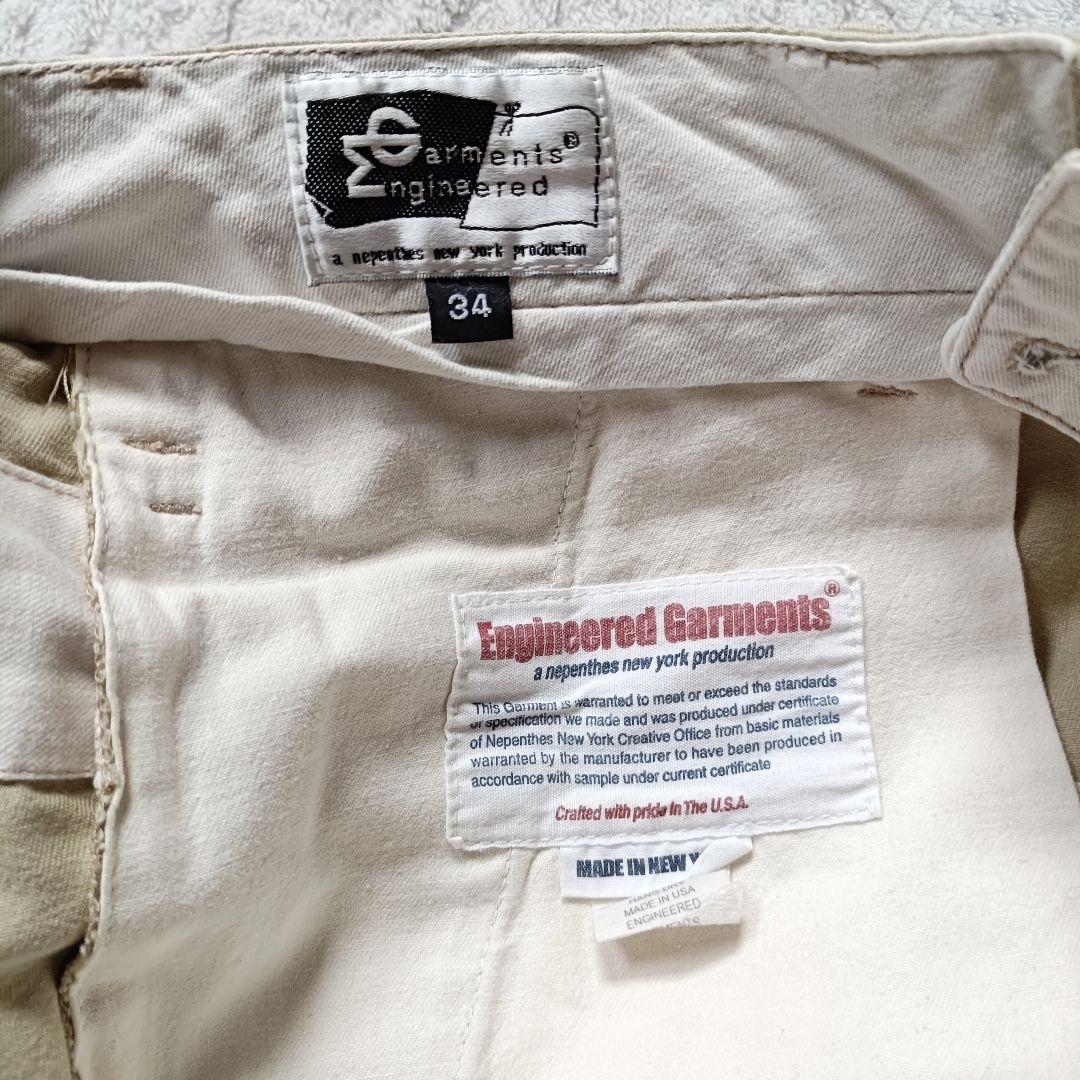 Garments®
Engineered
a nepenthes new york production
34
Engineered Garments®
a nepenthes new york production
This Garment is warranted to meet or exceed the standards
of specification we made and was produced under certificate
of Nepenthes New York Creative Office from basic materials
warranted by the manufacturer to have been produced in
accordance with sample under current certificate
Crafted with pride In The U.S.A.
MADE IN NEW Y
HANG DRY
MADE IN USA
ENGINEERED